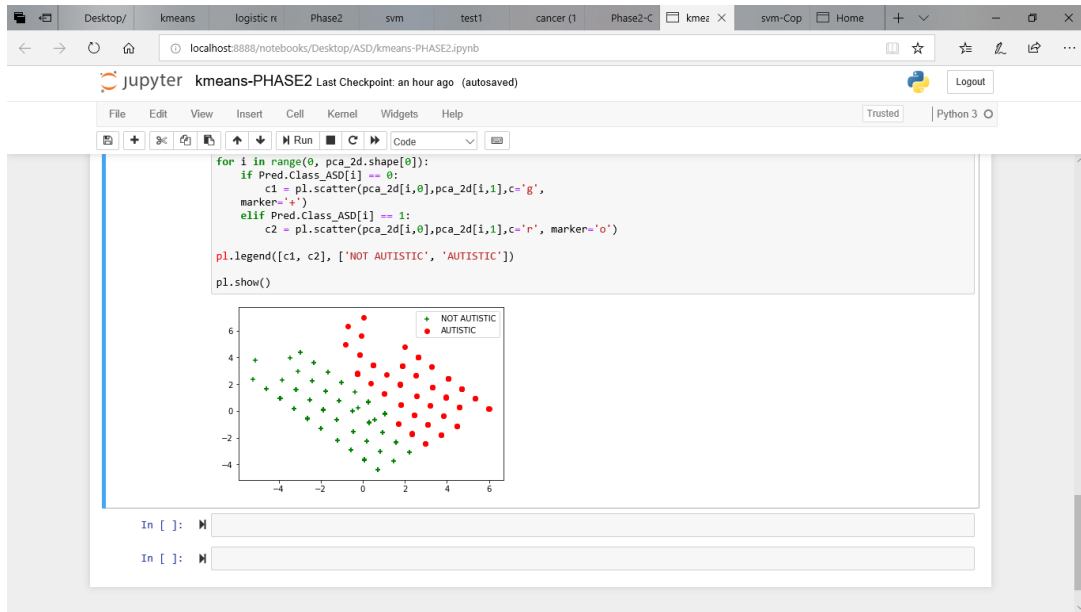 Desktop/ kmeans logistic re Phase2 svm test1 cancer (1 Phase2-C kmea svm-Cop Home
localhost:8888/notebooks/Desktop/ASD/kmeans-PHASE2.ipynb
jupyter kmeans-PHASE2 Last Checkpoint: an hour ago (autosaved) Logout
File Edit View Insert Cell Kernel Widgets Help Trusted Python 3
Run Code
for i in range(0, pca_2d.shape[0]):
    if Pred.Class_ASD[i] == 0:
        c1 = pl.scatter(pca_2d[i,0],pca_2d[i,1],c='g',
    marker='+')
    elif Pred.Class_ASD[i] == 1:
        c2 = pl.scatter(pca_2d[i,0],pca_2d[i,1],c='r', marker='o')
pl.legend([c1, c2], ['NOT AUTISTIC', 'AUTISTIC'])
pl.show()
NOT AUTISTIC
AUTISTIC
6
4
2
0
−2
−4
−4 −2 0 2 4 6
In [ ]:
In [ ]: